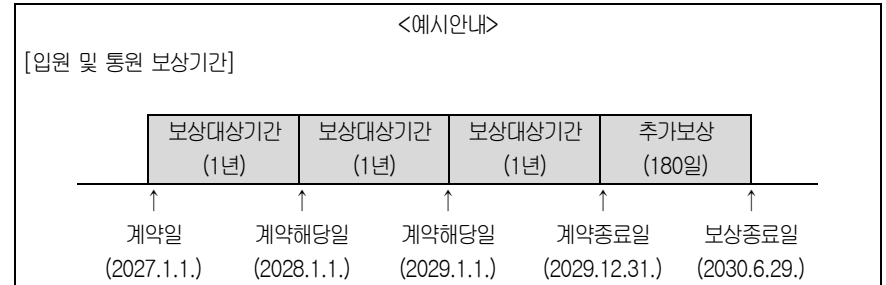 <예시안내>
[입원 및 통원 보상기간]
보상대상기간 보상대상기간 보상대상기간 추가보상
(1년) (1년) (1년) (180일)
↑ ↑ ↑ ↑ ↑
계약일 계약해당일 계약해당일 계약종료일 보상종료일
(2027.1.1.) (2028.1.1.) (2029.1.1.) (2029.12.31.) (2030.6.29.)